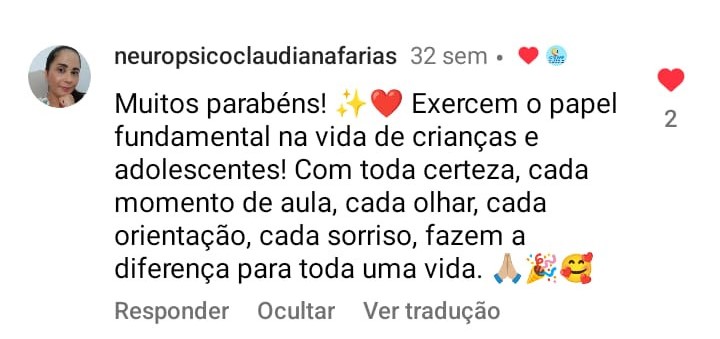 neuropsicoclaudianafarias 32 sem •
Muitos parabéns! ✨❤️ Exercem o papel
fundamental na vida de crianças e
adolescentes! Com toda certeza, cada
momento de aula, cada olhar, cada
orientação, cada sorriso, fazem a
diferença para toda uma vida. 🙏🏼🎉🥰
Responder Ocultar Ver tradução
2